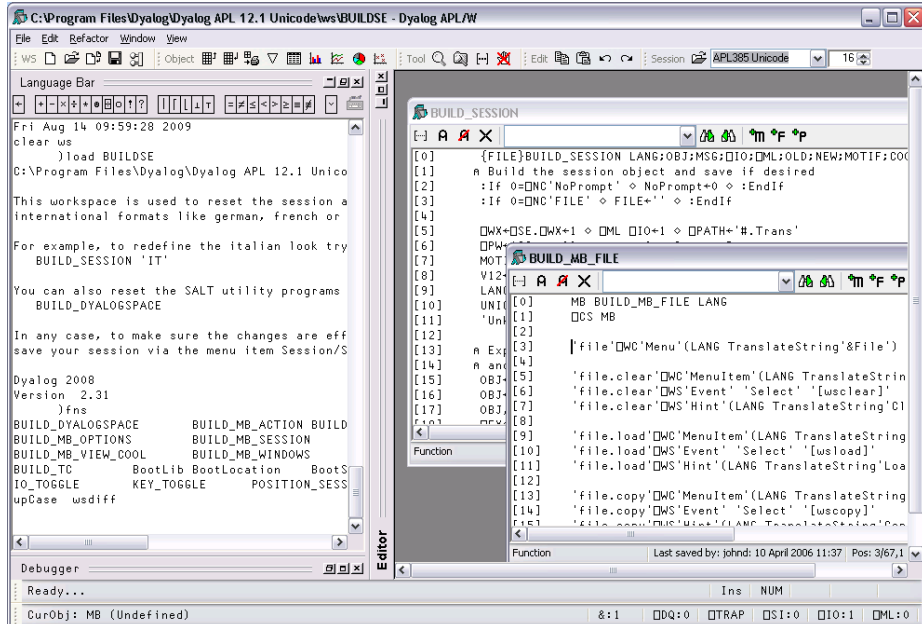 C:\Program Files\Dyalog\Dyalog APL 12.1 Unicode\ws\BUILDSE - Dyalog APL/W
File Edit Refactor Window View
WS Object Tool Edit Session APL385 Unicode 16
Language Bar
← + - × ÷ * ⍟ ⌹ ○ ! ? | ⌈ ⌊ ⊥ ⊤ = ≠ ≤ < > ≥ ≡ ≢
Fri Aug 14 09:59:28 2009
clear ws
)load BUILDSE
C:\Program Files\Dyalog\Dyalog APL 12.1 Unico
This workspace is used to reset the session a
international formats like german, french or
For example, to redefine the italian look try
BUILD_SESSION 'IT'
You can also reset the SALT utility programs
BUILD_DYALOGSPACE
In any case, to make sure the changes are eff
save your session via the menu item Session/S
Dyalog 2008
Version 2.31
)fns
BUILD_DYALOGSPACE BUILD_MB_ACTION BUILD
BUILD_MB_OPTIONS BUILD_MB_SESSION
BUILD_MB_VIEW_COOL BUILD_MB_WINDOWS
BUILD_TC BootLib BootLocation BootS
IO_TOGGLE KEY_TOGGLE POSITION_SESS
upCase wsdiff
Debugger
Editor
BUILD_SESSION
[0] {FILE}BUILD_SESSION LANG;OBJ;MSG;⎕IO;⎕ML;OLD;NEW;MOTIF;COO
[1] ⍝ Build the session object and save if desired
[2] :If 0=⎕NC'NoPrompt' ⋄ NoPrompt←0 ⋄ :EndIf
[3] :If 0=⎕NC'FILE' ⋄ FILE←'' ⋄ :EndIf
[4]
[5] ⎕WX←⎕SE.⎕WX←1 ⋄ ⎕ML ⎕IO←1 ⋄ ⎕PATH←'#.Trans'
[6] ⎕PW←
[7] MOT
[8] V12←
[9] LAN
[10] UNI
[11] 'Un
[12]
[13] ⍝ Exp
[14] ⍝ an
[15] OBJ←
[16] OBJ
[17] OBJ,
Function
BUILD_MB_FILE
[0] MB BUILD_MB_FILE LANG
[1] ⎕CS MB
[2]
[3] 'file'⎕WC'Menu'(LANG TranslateString'&File')
[4]
[5] 'file.clear'⎕WC'MenuItem'(LANG TranslateStrin
[6] 'file.clear'⎕WS'Event' 'Select' '[wsclear]'
[7] 'file.clear'⎕WS'Hint'(LANG TranslateString'Cl
[8]
[9] 'file.load'⎕WC'MenuItem'(LANG TranslateString
[10] 'file.load'⎕WS'Event' 'Select' '[wsload]'
[11] 'file.load'⎕WS'Hint'(LANG TranslateString'Loa
[12]
[13] 'file.copy'⎕WC'MenuItem'(LANG TranslateString
[14] 'file.copy'⎕WS'Event' 'Select' '[wscopy]'
[15] 'file.copy'⎕WS'Hint'(LANG TranslateString'Cop
Function Last saved by: johnd: 10 April 2006 11:37 Pos: 3/67,1
Ready... Ins NUM
CurObj: MB (Undefined) &:1 ⎕DQ:0 ⎕TRAP ⎕SI:0 ⎕IO:1 ⎕ML:0